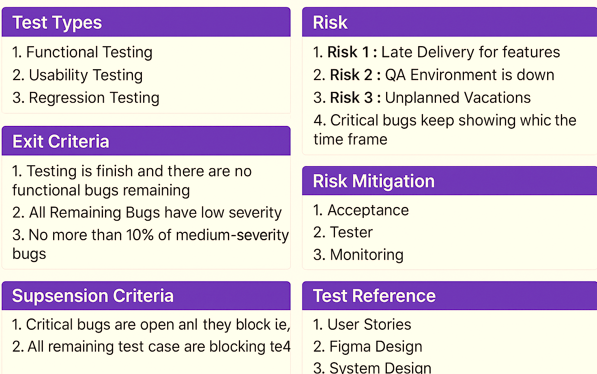 Test Types
1. Functional Testing
2. Usability Testing
3. Regression Testing
Exit Criteria
1. Testing is finish and there are no
functional bugs remaining
2. All Remaining Bugs have low severity
3. No more than 10% of medium-severity
bugs
Supsension Criteria
1. Critical bugs are open anl they block ie,
2. All remaining test case are blocking te4
Risk
1. Risk 1 : Late Delivery for features
2. Risk 2 : QA Environment is down
3. Risk 3 : Unplanned Vacations
4. Critical bugs keep showing whic the
time frame
Risk Mitigation
1. Acceptance
2. Tester
3. Monitoring
Test Reference
1. User Stories
2. Figma Design
3. System Design